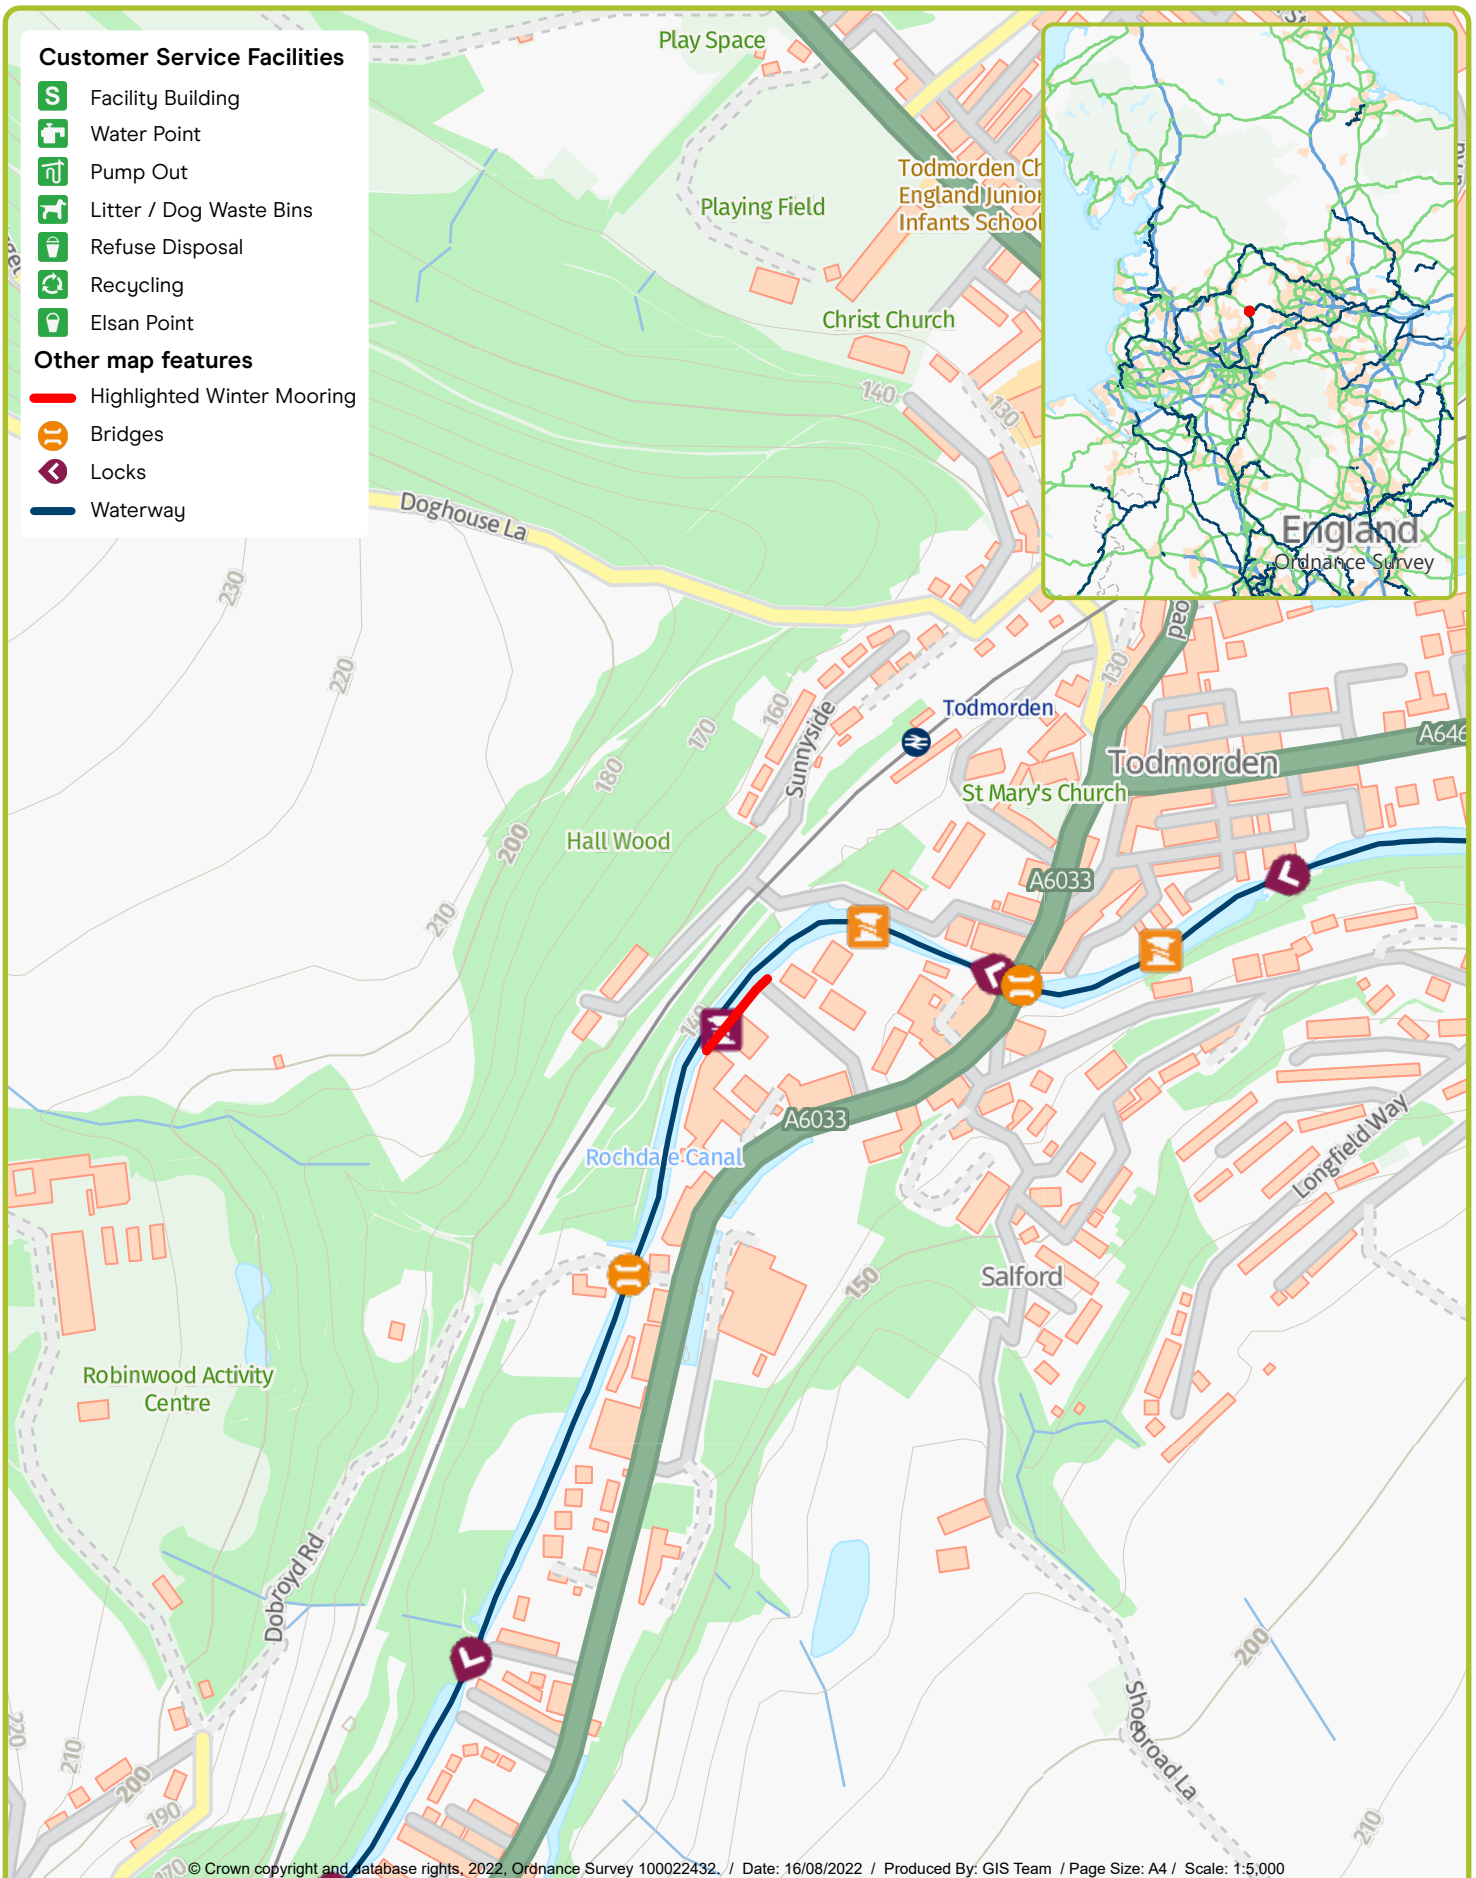 Customer Service Facilities
S
Facility Building
Water Point
Pump Out
Litter / Dog Waste Bins
Refuse Disposal
Recycling
Elsan Point
Other map features
Highlighted Winter Mooring
Bridges
Locks
Waterway
Play Space
Todmorden Ch
England Junior
Infants School
Playing Field
Christ Church
140
130
England
Ordnance Survey
Doghouse La
230
220
oad
130
160
170
180
Sunnyside
Todmorden
A646
Todmorden
St Mary's Church
Hall Wood
200
210
A6033
140
A6033
Rochdale Canal
Longfield Way
Salford
150
Robinwood Activity
Centre
Dobroyd Rd
200
Shoebroad La
220
210
200
190
170
210
© Crown copyright and database rights, 2022, Ordnance Survey 100022432. / Date: 16/08/2022 / Produced By: GIS Team / Page Size: A4 / Scale: 1:5,000